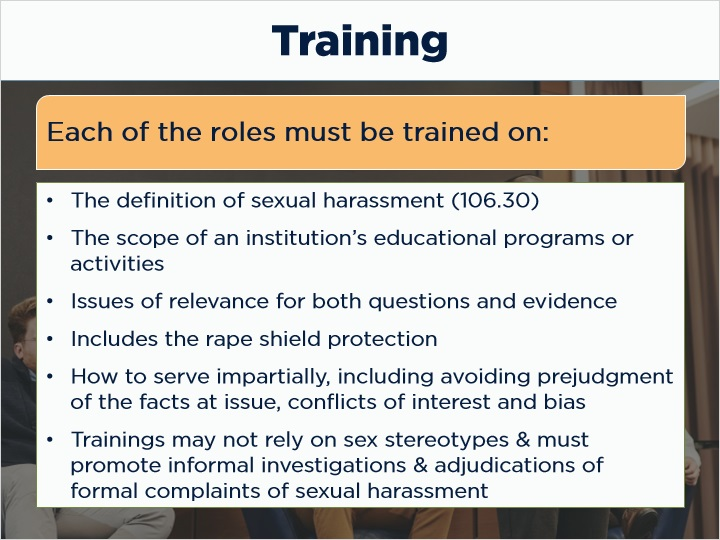 Training
Each of the roles must be trained on:
• The definition of sexual harassment (106.30)
• The scope of an institution’s educational programs or
activities
• Issues of relevance for both questions and evidence
• Includes the rape shield protection
• How to serve impartially, including avoiding prejudgment
of the facts at issue, conflicts of interest and bias
• Trainings may not rely on sex stereotypes & must
promote informal investigations & adjudications of
formal complaints of sexual harassment